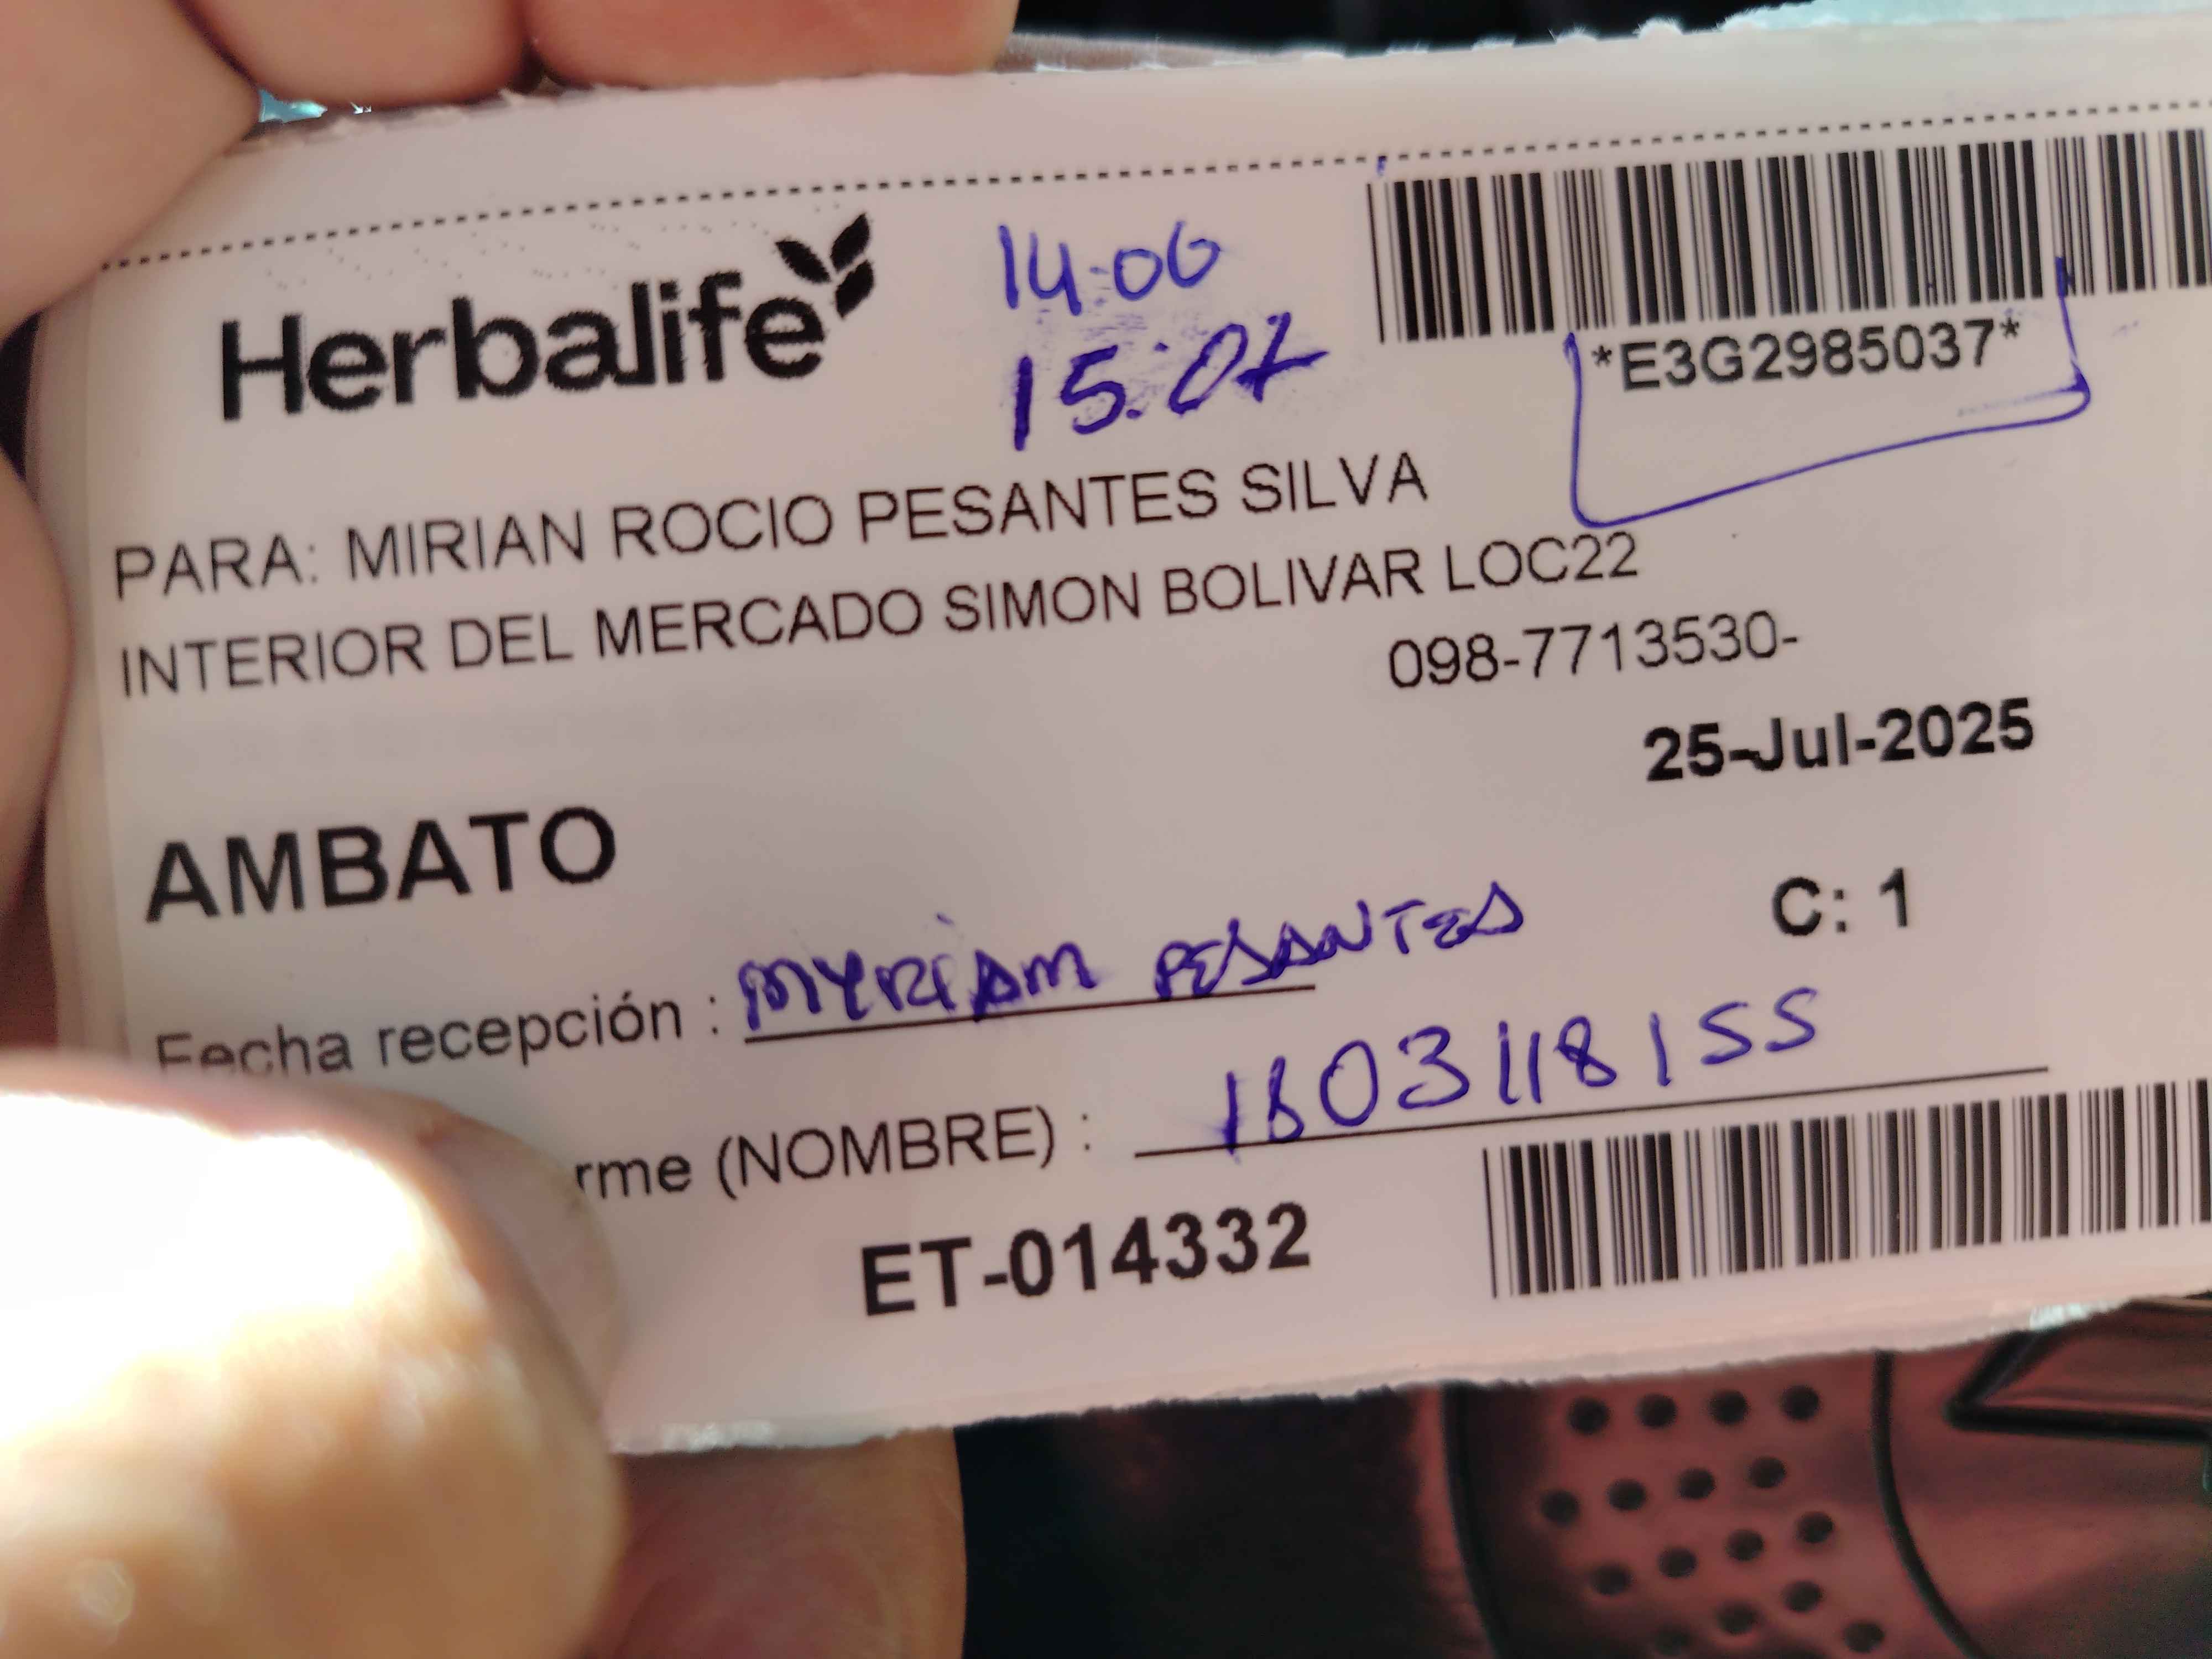 Herbalife
14:00
15:07
*E3G2985037*
PARA: MIRIAN ROCIO PESANTES SILVA
INTERIOR DEL MERCADO SIMON BOLIVAR LOC22
098-7713530-
25-Jul-2025
AMBATO
C: 1
Fecha recepción : MYRIAM PESANTES
rme (NOMBRE) : 1803118155
ET-014332